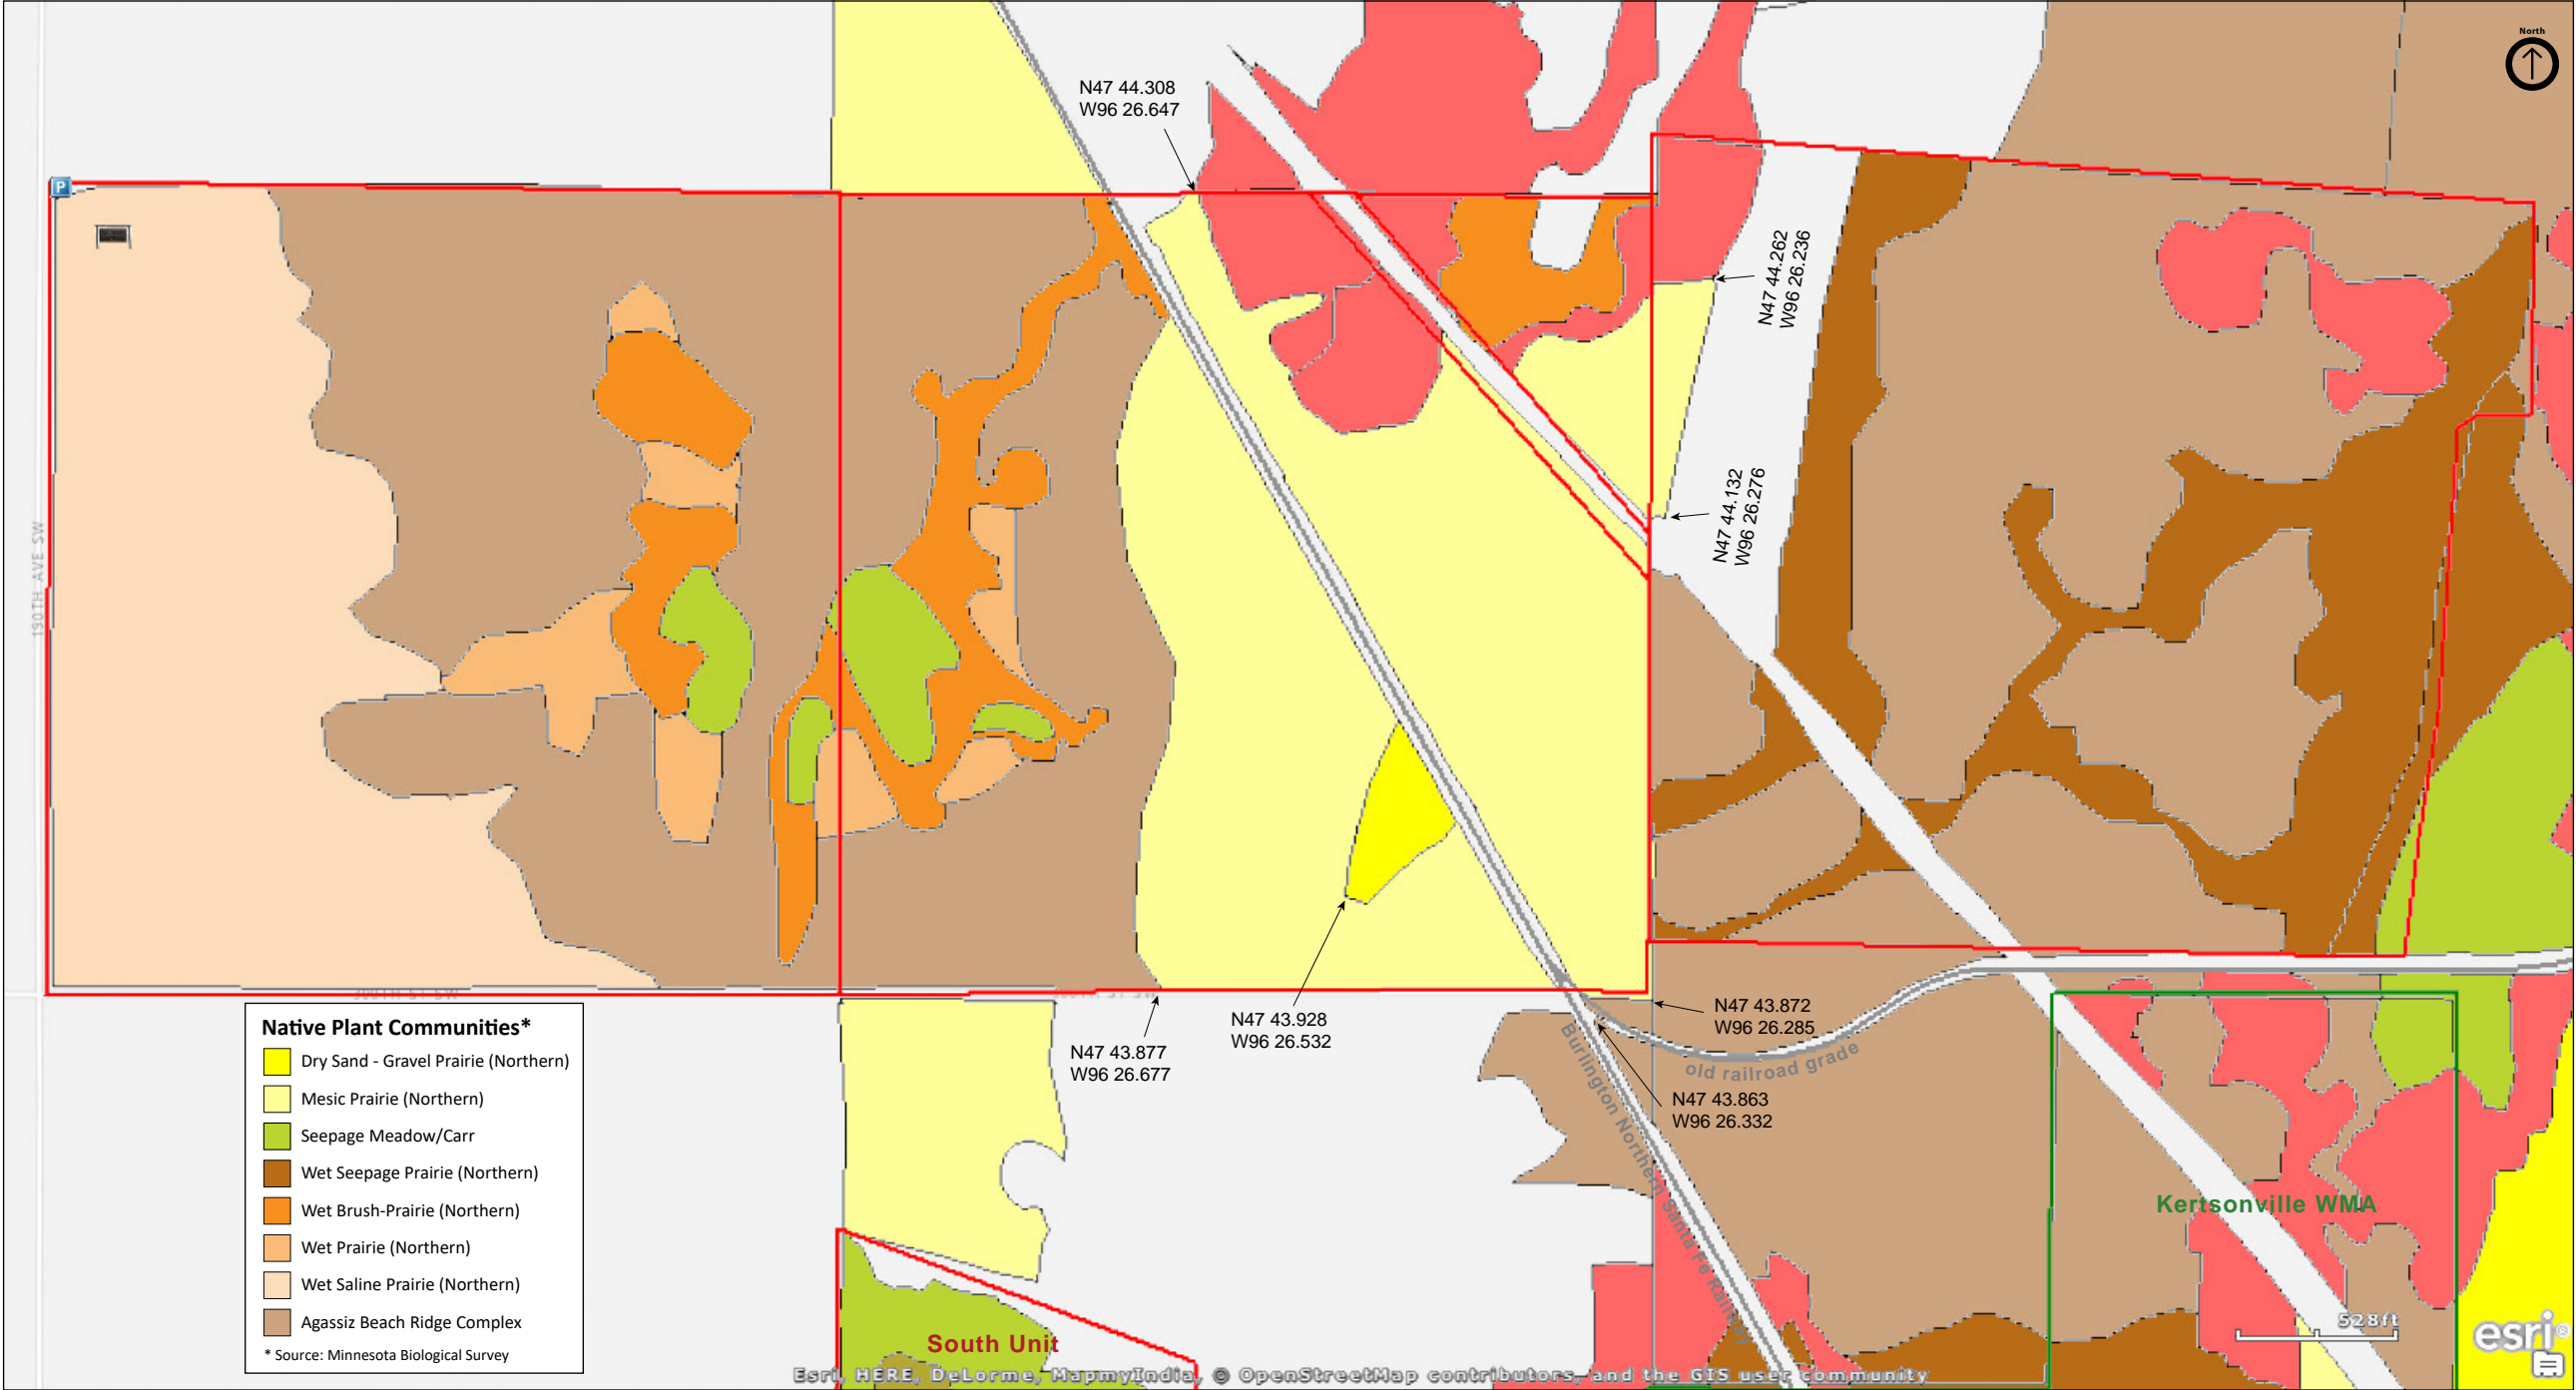 North
N47 44.308
W96 26.647
P
N47 44.262
W96 26.236
N47 44.132
W96 26.276
190TH AVE SW
N47 43.928
W96 26.532
N47 43.877
W96 26.677
N47 43.872
W96 26.285
old railroad grade
N47 43.863
W96 26.332
Burlington Northern Santa Fe Railway
Kertsonville WMA
South Unit
Native Plant Communities*
Dry Sand - Gravel Prairie (Northern)
Mesic Prairie (Northern)
Seepage Meadow/Carr
Wet Seepage Prairie (Northern)
Wet Brush-Prairie (Northern)
Wet Prairie (Northern)
Wet Saline Prairie (Northern)
Agassiz Beach Ridge Complex
* Source: Minnesota Biological Survey
528ft
esri
Esri, HERE, DeLorme, MapmyIndia, © OpenStreetMap contributors, and the GIS user community